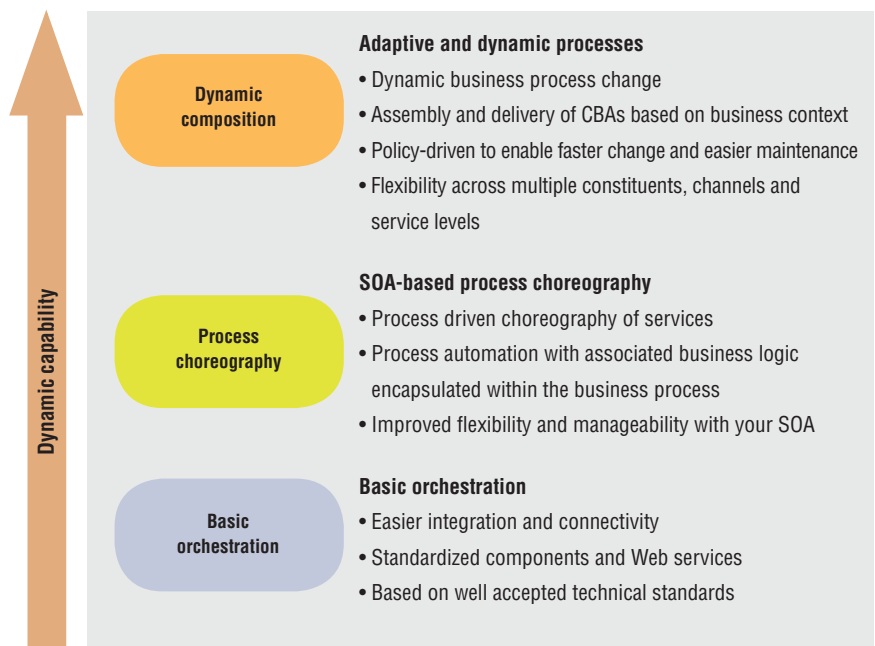 Dynamic capability
Dynamic
composition
Adaptive and dynamic processes
• Dynamic business process change
• Assembly and delivery of CBAs based on business context
• Policy-driven to enable faster change and easier maintenance
• Flexibility across multiple constituents, channels and
service levels
Process
choreography
SOA-based process choreography
• Process driven choreography of services
• Process automation with associated business logic
encapsulated within the business process
• Improved flexibility and manageability with your SOA
Basic
orchestration
Basic orchestration
• Easier integration and connectivity
• Standardized components and Web services
• Based on well accepted technical standards